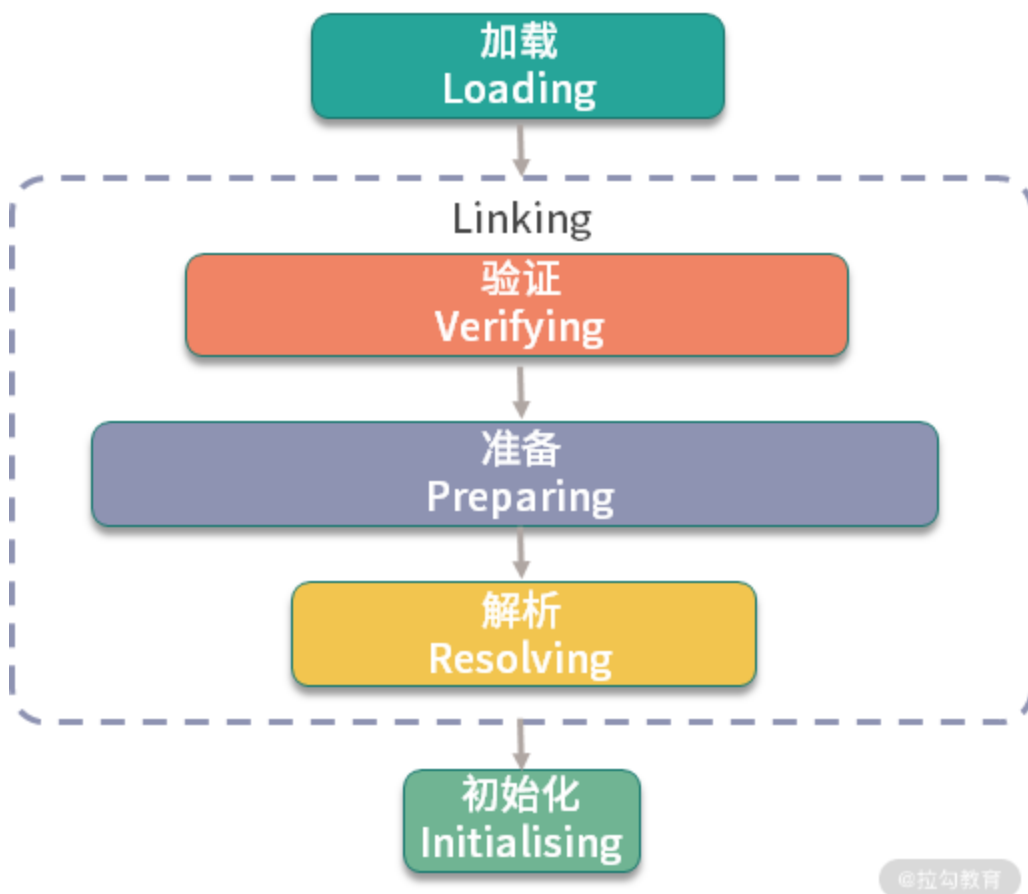 加载
Loading
Linking
验证
Verifying
准备
Preparing
解析
Resolving
初始化
Initialising
@拉勾教育